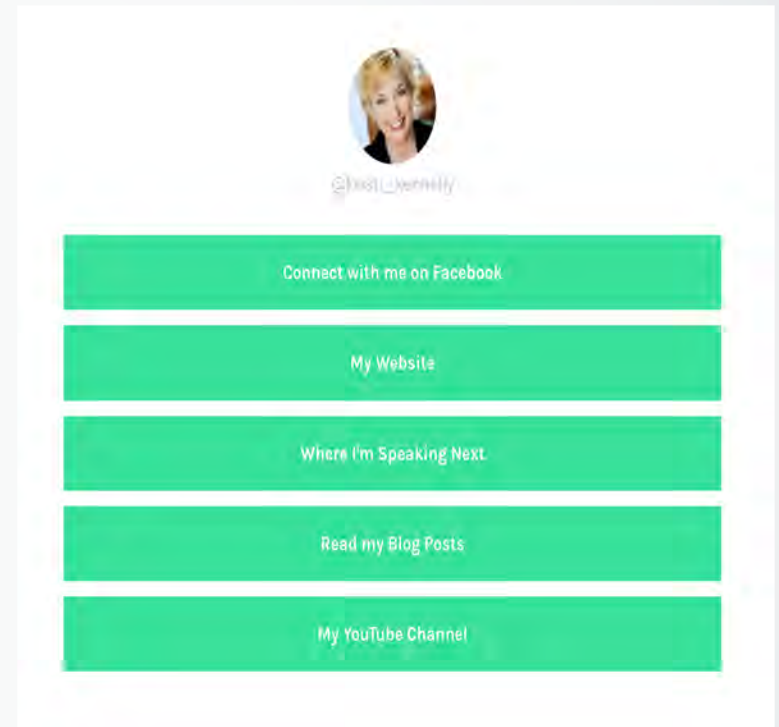 Connect with me on Facebook
My Website
Where I'm Speaking Next
Read my Blog Posts
My YouTube Channel